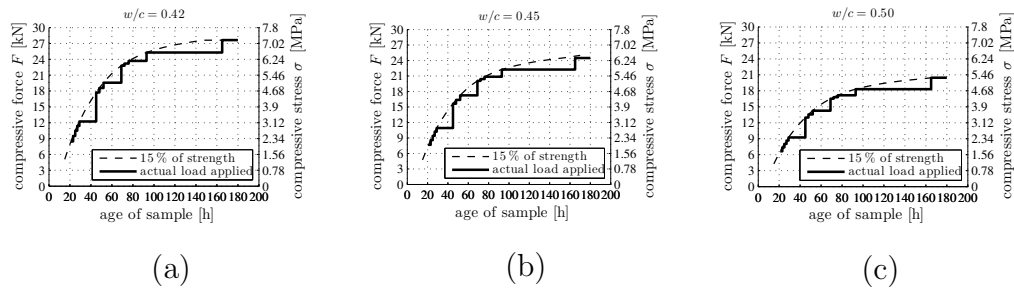 w/c = 0.42
compressive force F [kN]
30
27
24
21
18
15
12
9
6
3
0
7.8
7.02
6.24
5.46
4.68
3.9
3.12
2.34
1.56
0.78
0
compressive stress σ [MPa]
15 % of strength
actual load applied
0 20 40 60 80 100 120 140 160 180 200
age of sample [h]
(a)
w/c = 0.45
compressive force F [kN]
30
27
24
21
18
15
12
9
6
3
0
7.8
7.02
6.24
5.46
4.68
3.9
3.12
2.34
1.56
0.78
0
compressive stress σ [MPa]
15 % of strength
actual load applied
0 20 40 60 80 100 120 140 160 180 200
age of sample [h]
(b)
w/c = 0.50
compressive force F [kN]
30
27
24
21
18
15
12
9
6
3
0
7.8
7.02
6.24
5.46
4.68
3.9
3.12
2.34
1.56
0.78
0
compressive stress σ [MPa]
15 % of strength
actual load applied
0 20 40 60 80 100 120 140 160 180 200
age of sample [h]
(c)